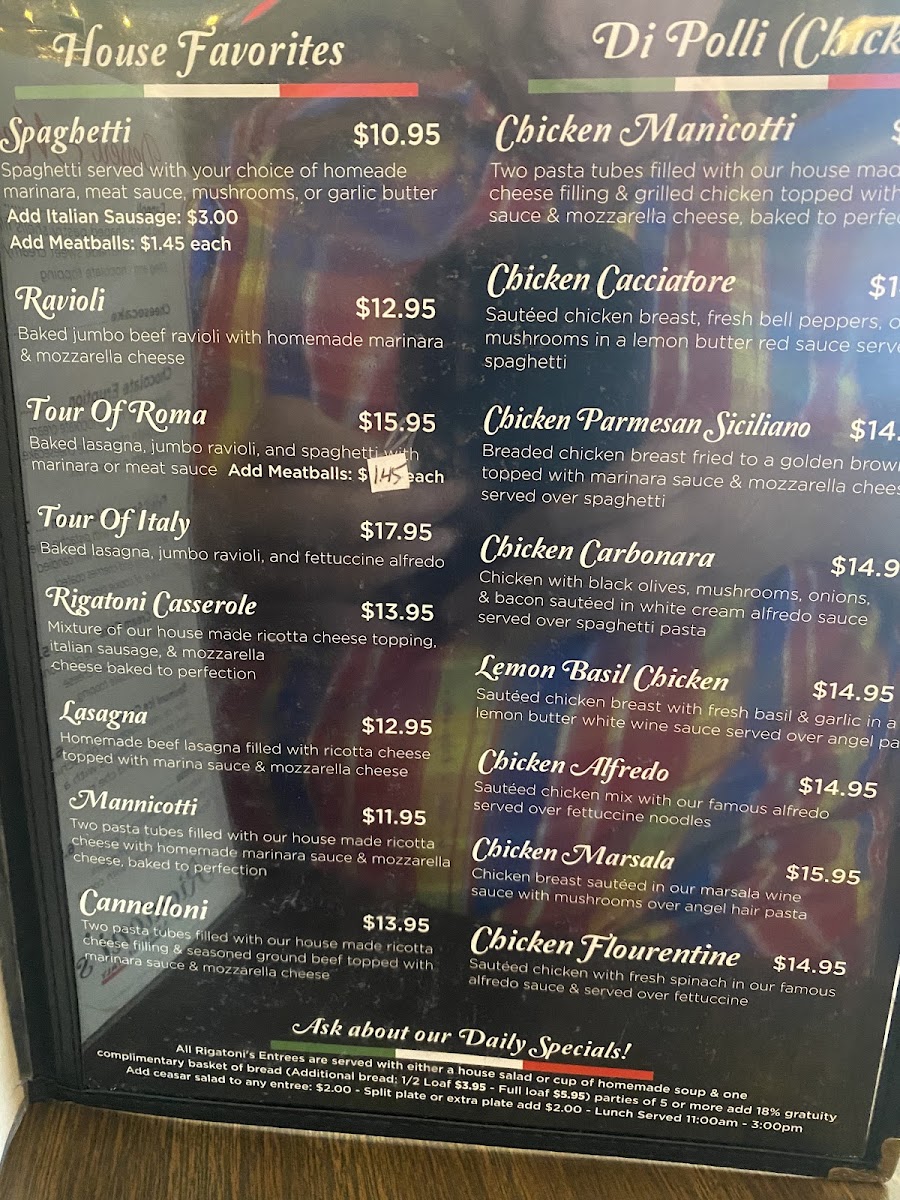 House Favorites
Spaghetti $10.95
Spaghetti served with your choice of homeade
marinara, meat sauce, mushrooms, or garlic butter
Add Italian Sausage: $3.00
Add Meatballs: $1.45 each
Ravioli $12.95
Baked jumbo beef ravioli with homemade marinara
& mozzarella cheese
Tour Of Roma $15.95
Baked lasagna, jumbo ravioli, and spaghetti with
marinara or meat sauce Add Meatballs: $1.45 each
Tour Of Italy $17.95
Baked lasagna, jumbo ravioli, and fettuccine alfredo
Rigatoni Casserole $13.95
Mixture of our house made ricotta cheese topping,
italian sausage, & mozzarella
cheese baked to perfection
Lasagna $12.95
Homemade beef lasagna filled with ricotta cheese
topped with marina sauce & mozzarella cheese
Mannicotti $11.95
Two pasta tubes filled with our house made ricotta
cheese with homemade marinara sauce & mozzarella
cheese, baked to perfection
Cannelloni $13.95
Two pasta tubes filled with our house made ricotta
cheese filling & seasoned ground beef topped with
marinara sauce & mozzarella cheese
Di Polli (Chick
Chicken Manicotti $
Two pasta tubes filled with our house mad
cheese filling & grilled chicken topped with
sauce & mozzarella cheese, baked to perfec
Chicken Cacciatore $1
Sautéed chicken breast, fresh bell peppers, o
mushrooms in a lemon butter red sauce serv
spaghetti
Chicken Parmesan Siciliano $14.
Breaded chicken breast fried to a golden brow
topped with marinara sauce & mozzarella chees
served over spaghetti
Chicken Carbonara $14.9
Chicken with black olives, mushrooms, onions,
& bacon sautéed in white cream alfredo sauce
served over spaghetti pasta
Lemon Basil Chicken $14.95
Sautéed chicken breast with fresh basil & garlic in a
lemon butter white wine sauce served over angel pa
Chicken Alfredo $14.95
Sautéed chicken mix with our famous alfredo
served over fettuccine noodles
Chicken Marsala $15.95
Chicken breast sautéed in our marsala wine
sauce with mushrooms over angel hair pasta
Chicken Flourentine $14.95
Sautéed chicken with fresh spinach in our famous
alfredo sauce & served over fettuccine
Ask about our Daily Specials!
All Rigatoni's Entrees are served with either a house salad or cup of homemade soup & one
complimentary basket of bread (Additional bread: 1/2 Loaf $3.95 - Full loaf $5.95) parties of 5 or more add 18% gratuity
Add ceasar salad to any entree: $2.00 - Split plate or extra plate add $2.00 - Lunch Served 11:00am - 3:00pm